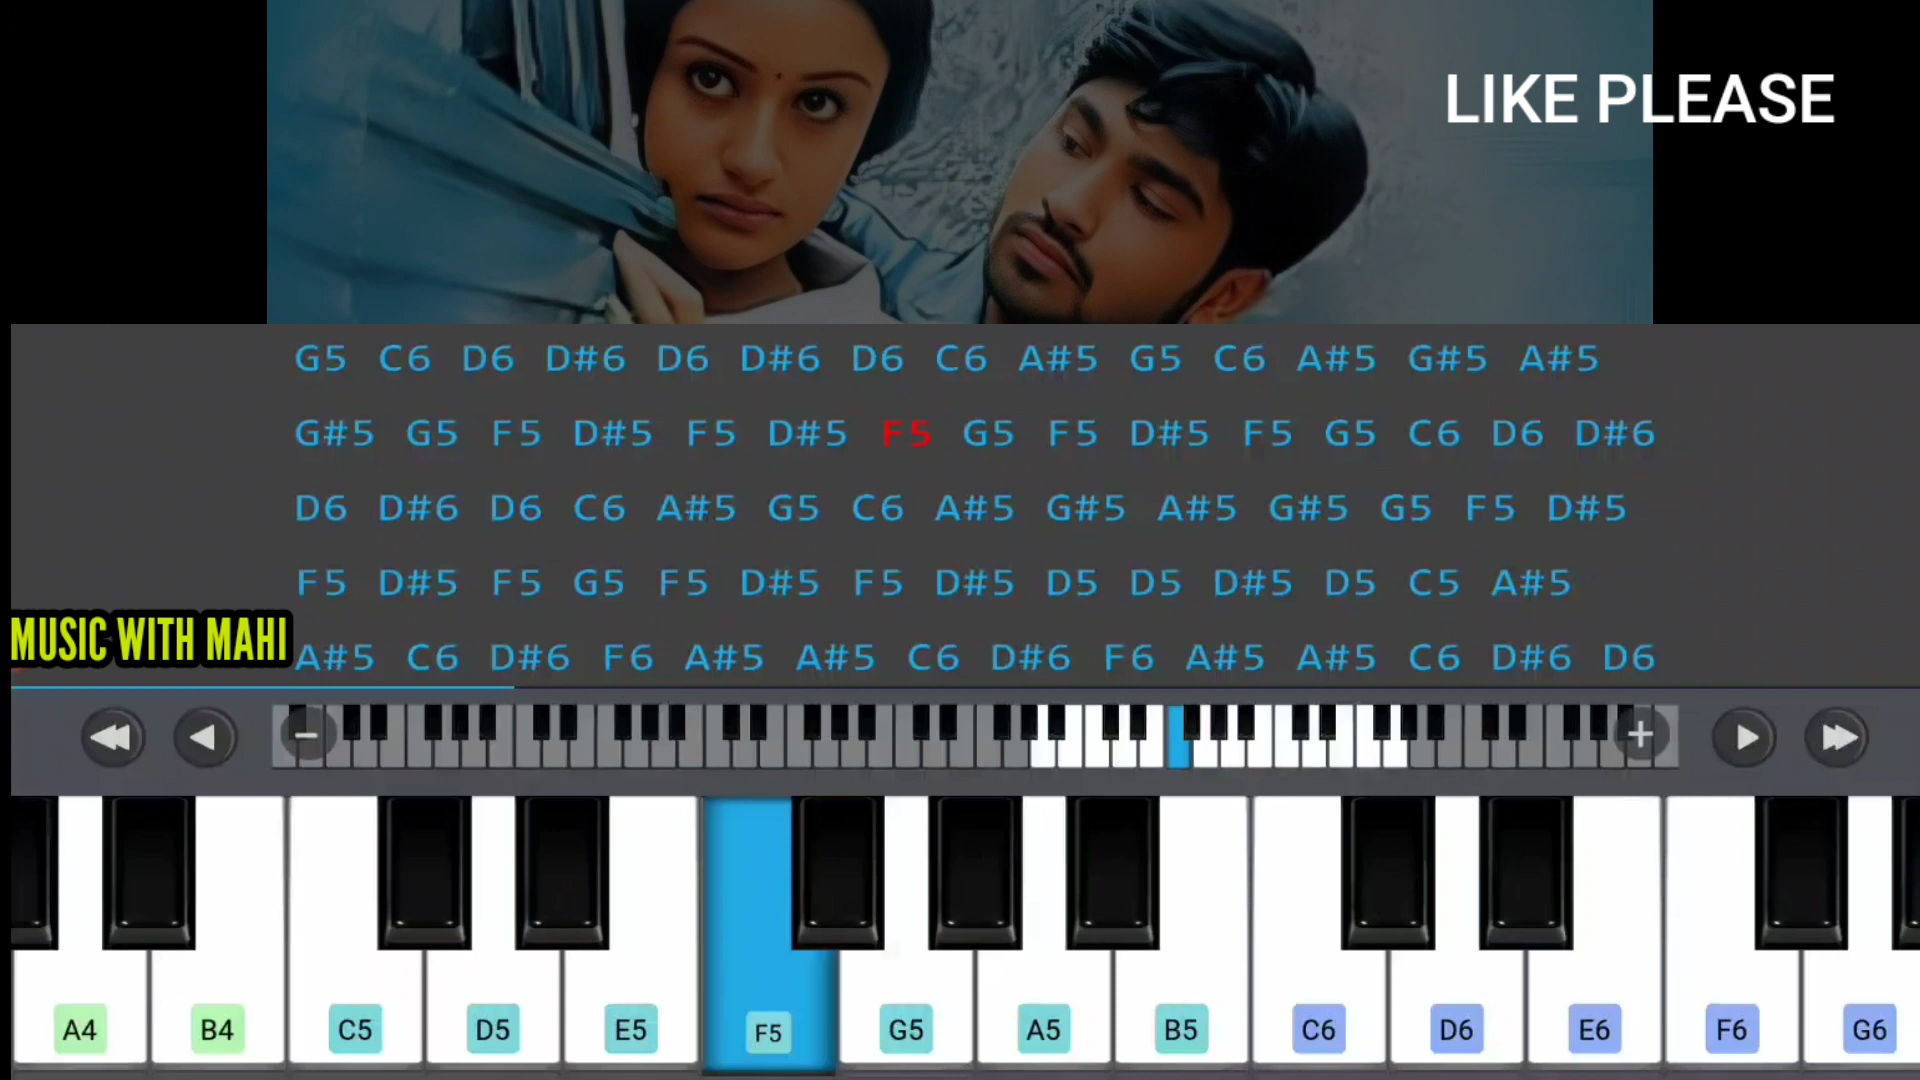 LIKE PLEASE
G5 C6 D6 D#6 D6 D#6 D6 C6 A#5 G5 C6 A#5 G#5 A#5
G#5 G5 F5 D#5 F5 D#5 F5 G5 F5 D#5 F5 G5 C6 D6 D#6
D6 D#6 D6 C6 A#5 G5 C6 A#5 G#5 A#5 G#5 G5 F5 D#5
F5 D#5 F5 G5 F5 D#5 F5 D#5 D5 D5 D#5 D5 C5 A#5
MUSIC WITH MAHI
A#5 C6 D#6 F6 A#5 A#5 C6 D#6 F6 A#5 A#5 C6 D#6 D6
A4 B4 C5 D5 E5 F5 G5 A5 B5 C6 D6 E6 F6 G6